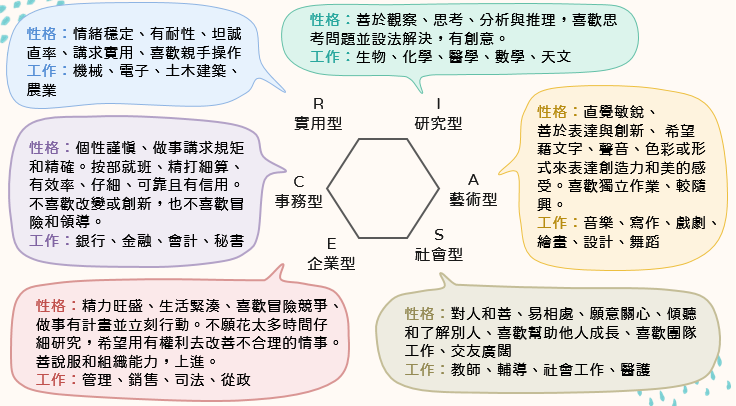 性格：情緒穩定、有耐性、坦誠
直率、講求實用、喜歡親手操作
工作：機械、電子、土木建築、
農業
性格：善於觀察、思考、分析與推理，喜歡思
考問題並設法解決，有創意。
工作：生物、化學、醫學、數學、天文
R
實用型
I
研究型
性格：直覺敏銳、
善於表達與創新、 希望
藉文字、聲音、色彩或形
式來表達創造力和美的感
受。喜歡獨立作業、較隨
興。
工作：音樂、寫作、戲劇、
繪畫、設計、舞蹈
性格：個性謹慎、做事講求規矩
和精確。按部就班、精打細算、
有效率、仔細、可靠且有信用。
不喜歡改變或創新，也不喜歡冒
險和領導。
工作：銀行、金融、會計、秘書
C
事務型
A
藝術型
E
企業型
S
社會型
性格：精力旺盛、生活緊湊、喜歡冒險競爭、
做事有計畫並立刻行動。不願花太多時間仔
細研究，希望用有權利去改善不合理的情事。
善說服和組織能力，上進。
工作：管理、銷售、司法、從政
性格：對人和善、易相處、願意關心、傾聽
和了解別人、喜歡幫助他人成長、喜歡團隊
工作、交友廣闊
工作：教師、輔導、社會工作、醫護